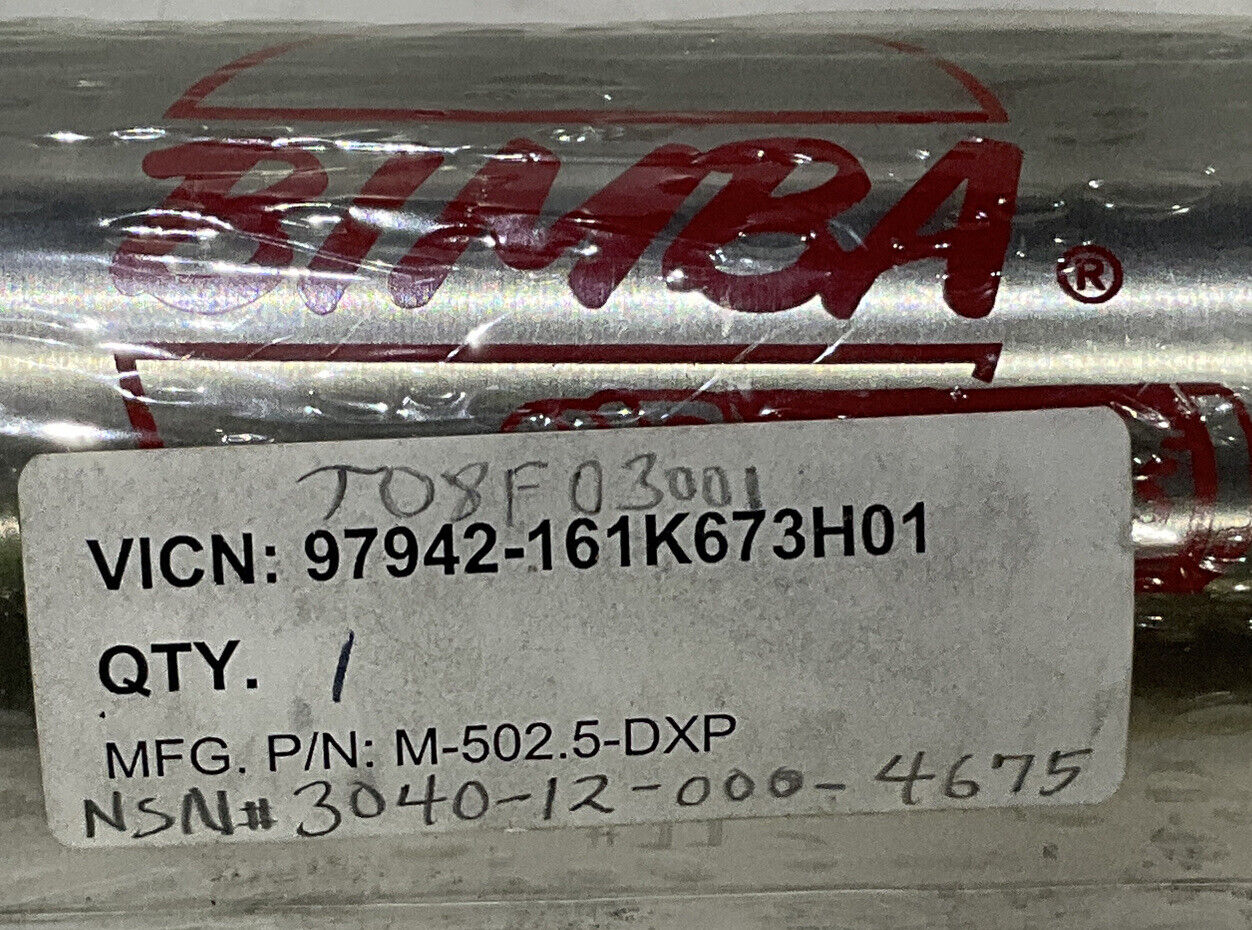 BIMBA ®
T08F03001
VICN: 97942-161K673H01
QTY. 1
MFG. P/N: M-502.5-DXP
NSN# 3040-12-000-4675